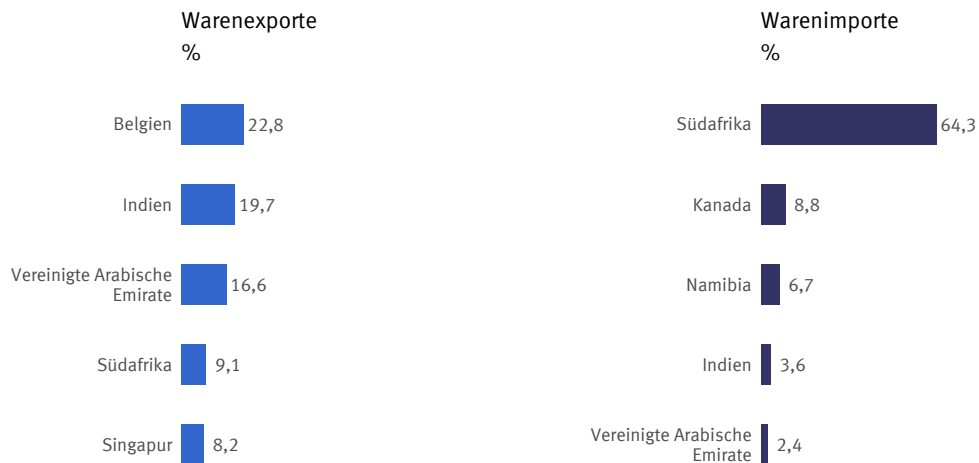 Warenexporte
%
Belgien 22,8
Indien 19,7
Vereinigte Arabische
Emirate 16,6
Südafrika 9,1
Singapur 8,2
Warenimporte
%
Südafrika 64,3
Kanada 8,8
Namibia 6,7
Indien 3,6
Vereinigte Arabische
Emirate 2,4